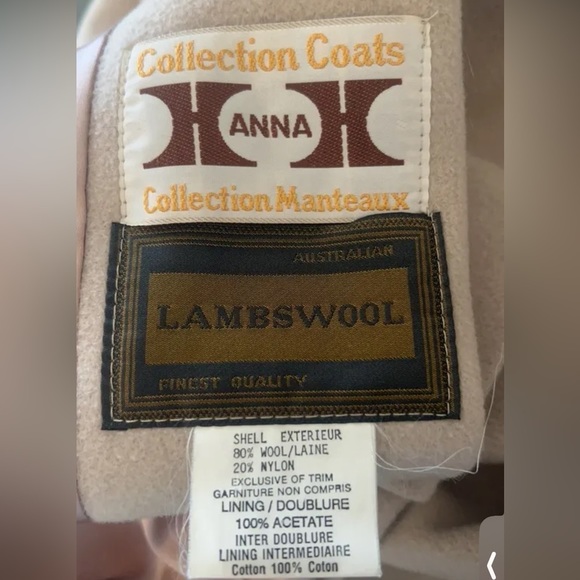 Collection Coats
H ANNA H
Collection Manteaux
AUSTRALIAN
LAMBSWOOL
FINEST QUALITY
SHELL EXTERIEUR
80% WOOL/LAINE
20% NYLON
EXCLUSIVE OF TRIM
GARNITURE NON COMPRIS
LINING / DOUBLURE
100% ACETATE
INTER DOUBLURE
LINING INTERMEDIAIRE
Cotton 100% Coton